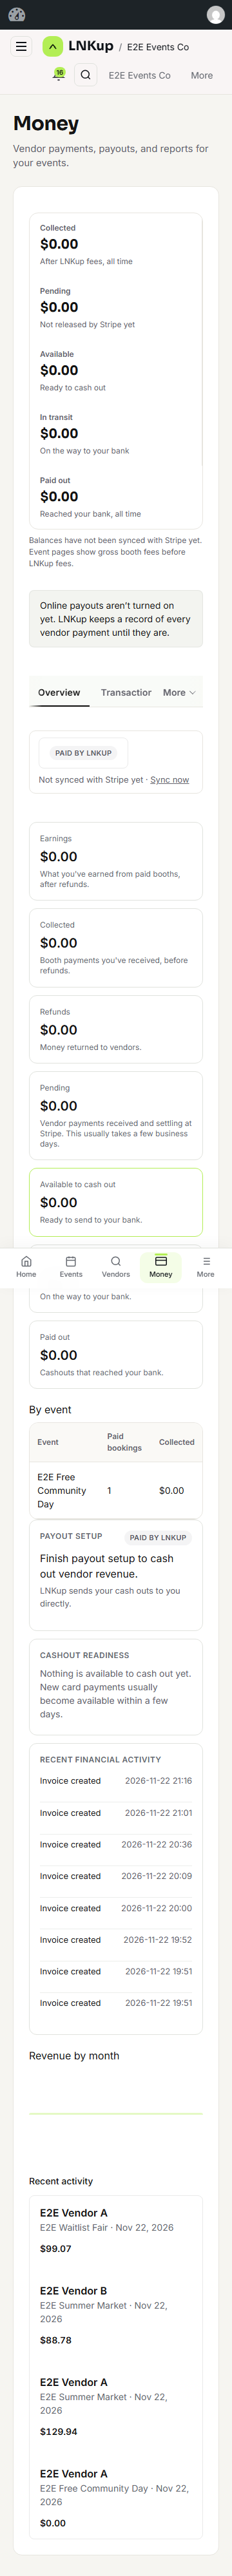 LNKup / E2E Events Co
16
E2E Events Co More
Money
Vendor payments, payouts, and reports for
your events.
Collected
$0.00
After LNKup fees, all time
Pending
$0.00
Not released by Stripe yet
Available
$0.00
Ready to cash out
In transit
$0.00
On the way to your bank
Paid out
$0.00
Reached your bank, all time
Balances have not been synced with Stripe yet.
Event pages show gross booth fees before
LNKup fees.
Online payouts aren't turned on
yet. LNKup keeps a record of every
vendor payment until they are.
Overview Transaction More
PAID BY LNKUP
Not synced with Stripe yet · Sync now
Earnings
$0.00
What you've earned from paid booths,
after refunds.
Collected
$0.00
Booth payments you've received, before
refunds.
Refunds
$0.00
Money returned to vendors.
Pending
$0.00
Vendor payments received and settling at
Stripe. This usually takes a few business
days.
Available to cash out
$0.00
Ready to send to your bank.
Home Events Vendors Money More
On the way to your bank.
Paid out
$0.00
Cashouts that reached your bank.
By event
Event Paid bookings Collected
E2E Free Community Day 1 $0.00
PAYOUT SETUP PAID BY LNKUP
Finish payout setup to cash
out vendor revenue.
LNKup sends your cash outs to you
directly.
CASHOUT READINESS
Nothing is available to cash out yet.
New card payments usually
become available within a few
days.
RECENT FINANCIAL ACTIVITY
Invoice created 2026-11-22 21:16
Invoice created 2026-11-22 21:01
Invoice created 2026-11-22 20:36
Invoice created 2026-11-22 20:09
Invoice created 2026-11-22 20:00
Invoice created 2026-11-22 19:52
Invoice created 2026-11-22 19:51
Invoice created 2026-11-22 19:51
Revenue by month
Recent activity
E2E Vendor A
E2E Waitlist Fair · Nov 22, 2026
$99.07
E2E Vendor B
E2E Summer Market · Nov 22,
2026
$88.78
E2E Vendor A
E2E Summer Market · Nov 22,
2026
$129.94
E2E Vendor A
E2E Free Community Day · Nov 22,
2026
$0.00